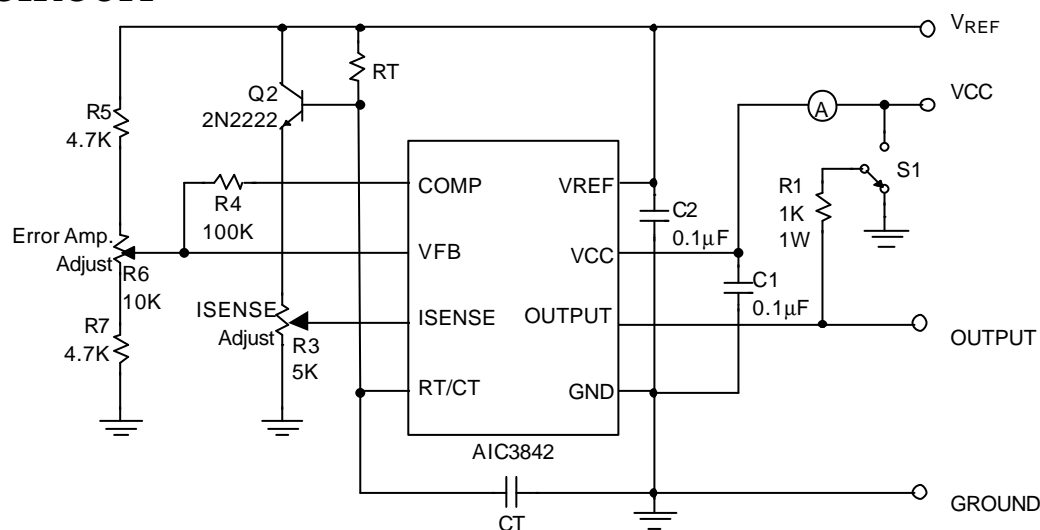 VREF
RT
Q2
2N2222
VCC
A
R5
4.7K
S1
COMP
VREF
R1
1K
1W
R4
100K
C2
0.1µF
Error Amp.
Adjust
R6
10K
VFB
VCC
C1
0.1µF
ISENSE
Adjust
R3
5K
ISENSE
OUTPUT
OUTPUT
R7
4.7K
RT/CT
GND
AIC3842
CT
GROUND